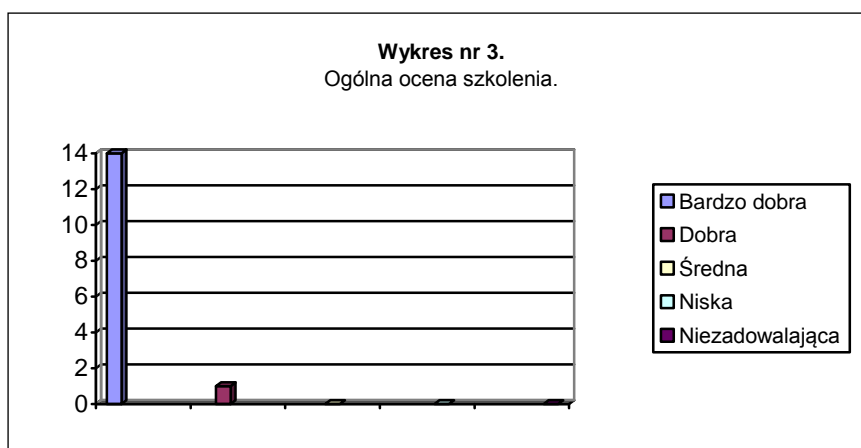 Wykres nr 3.
Ogólna ocena szkolenia.
14
12
10
8
6
4
2
0
Bardzo dobra
Dobra
Średna
Niska
Niezadowalająca